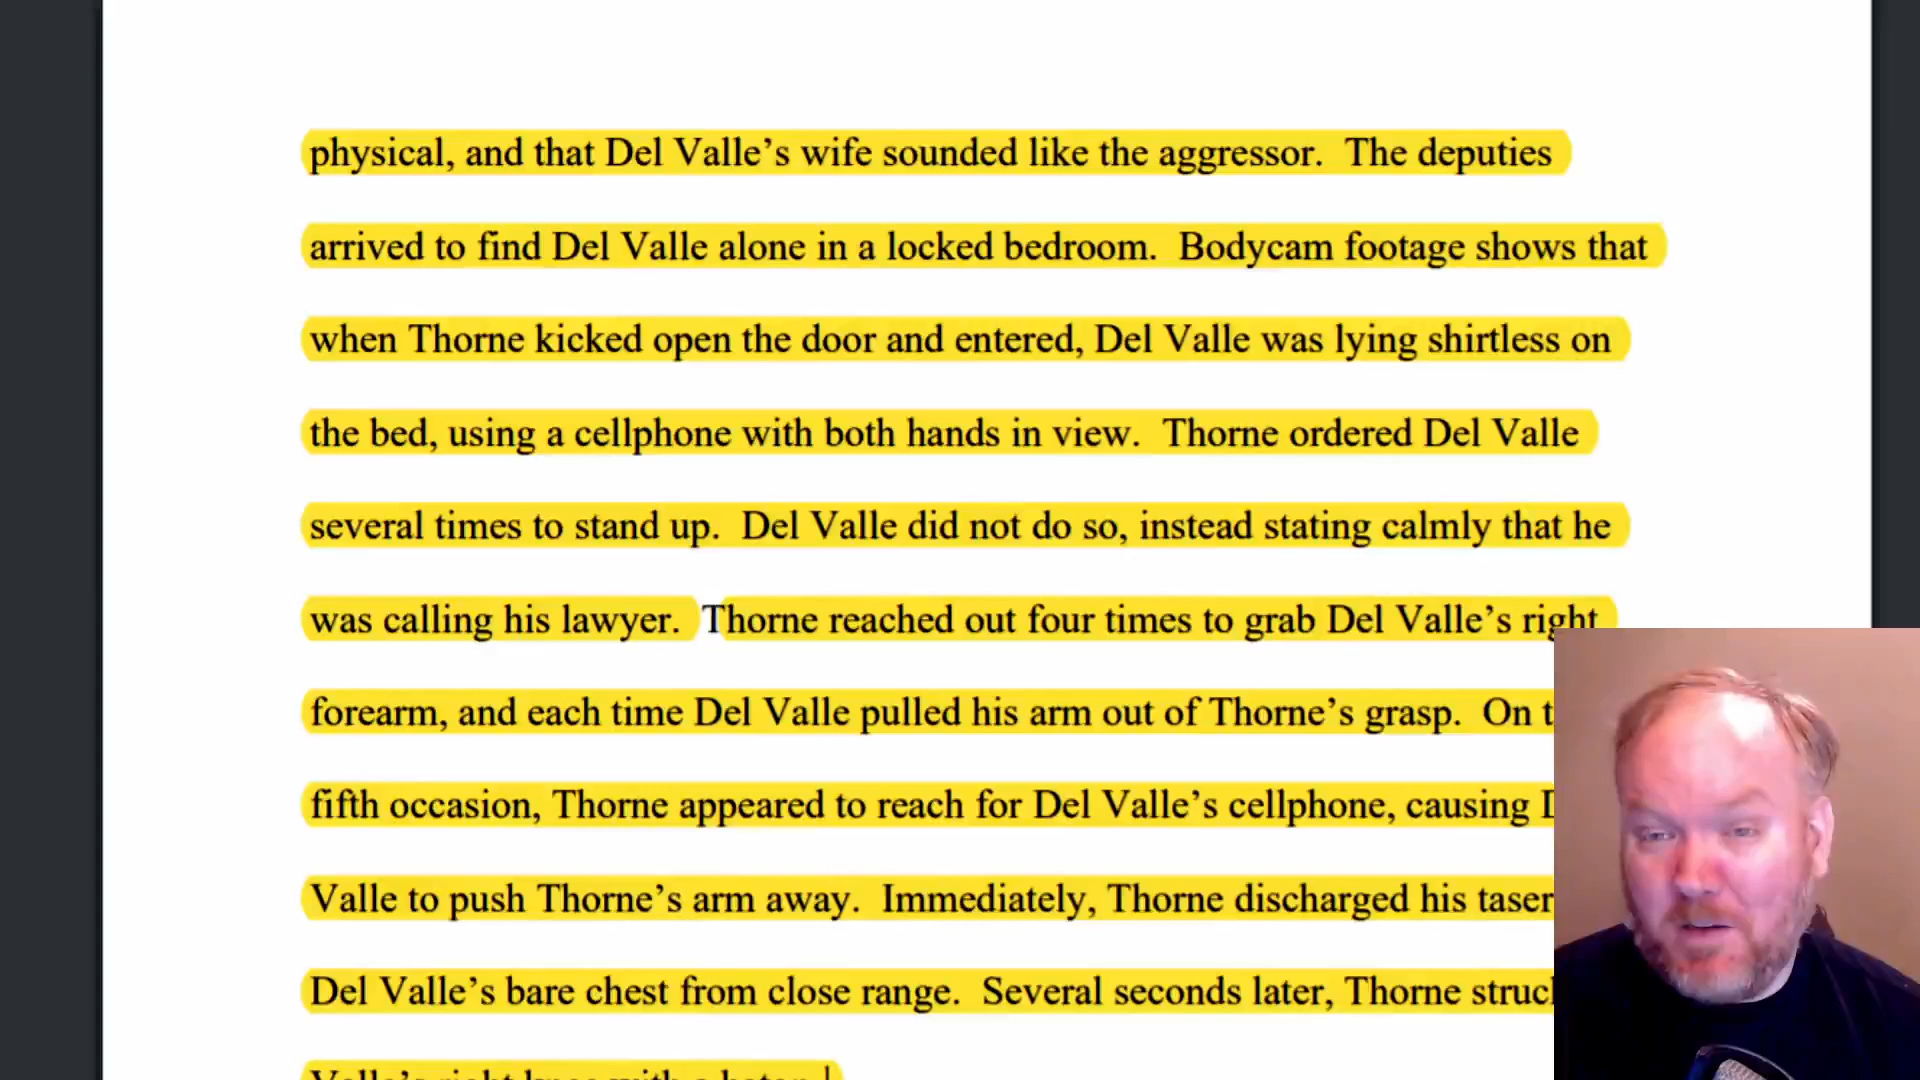 physical, and that Del Valle’s wife sounded like the aggressor.  The deputies
arrived to find Del Valle alone in a locked bedroom.  Bodycam footage shows that
when Thorne kicked open the door and entered, Del Valle was lying shirtless on
the bed, using a cellphone with both hands in view.  Thorne ordered Del Valle
several times to stand up.  Del Valle did not do so, instead stating calmly that he
was calling his lawyer.  Thorne reached out four times to grab Del Valle’s right
forearm, and each time Del Valle pulled his arm out of Thorne’s grasp.  On
fifth occasion, Thorne appeared to reach for Del Valle’s cellphone, causing
Valle to push Thorne’s arm away.  Immediately, Thorne discharged his taser
Del Valle’s bare chest from close range.  Several seconds later, Thorne
Valle’s right knee with a baton.